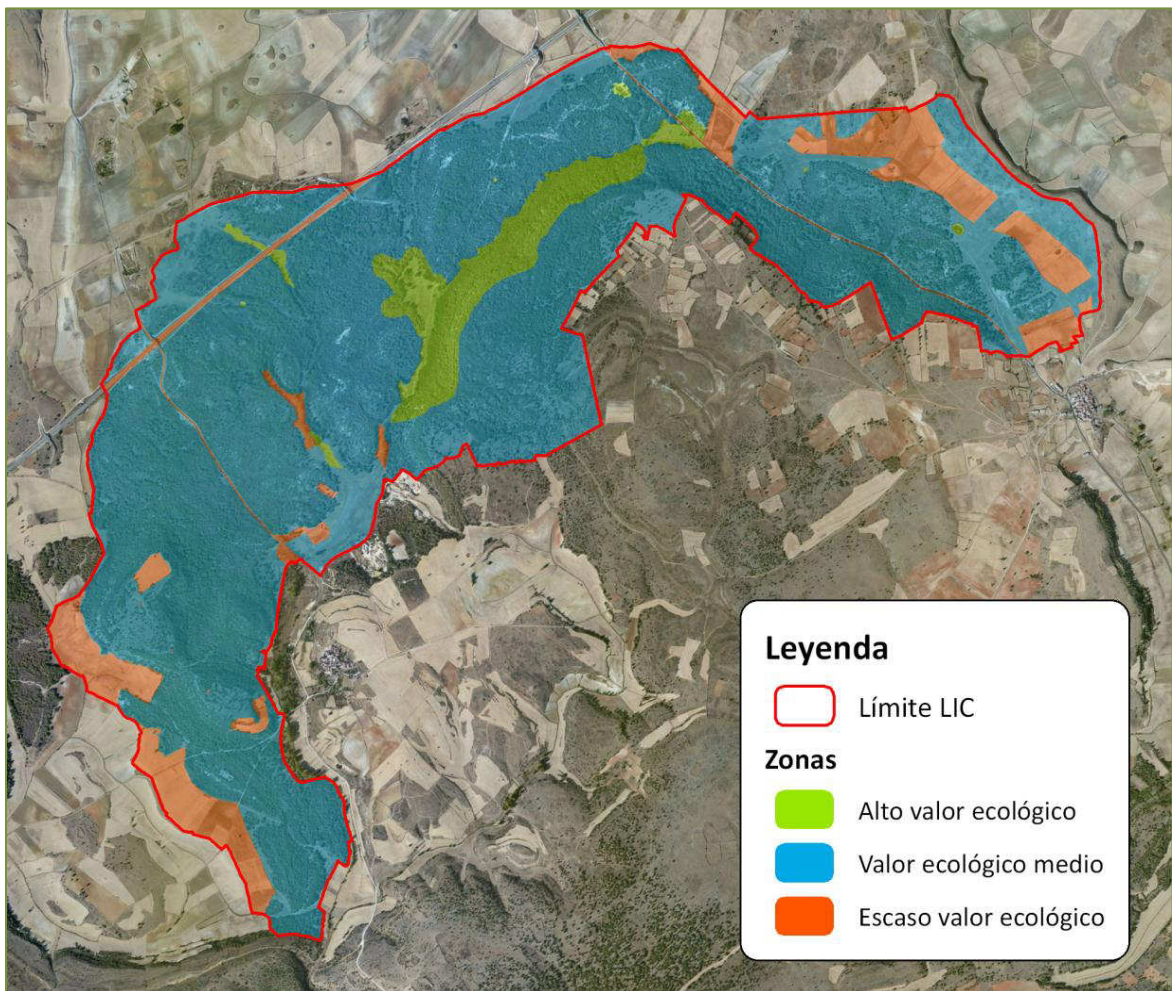 Leyenda
Límite LIC
Zonas
Alto valor ecológico
Valor ecológico medio
Escaso valor ecológico